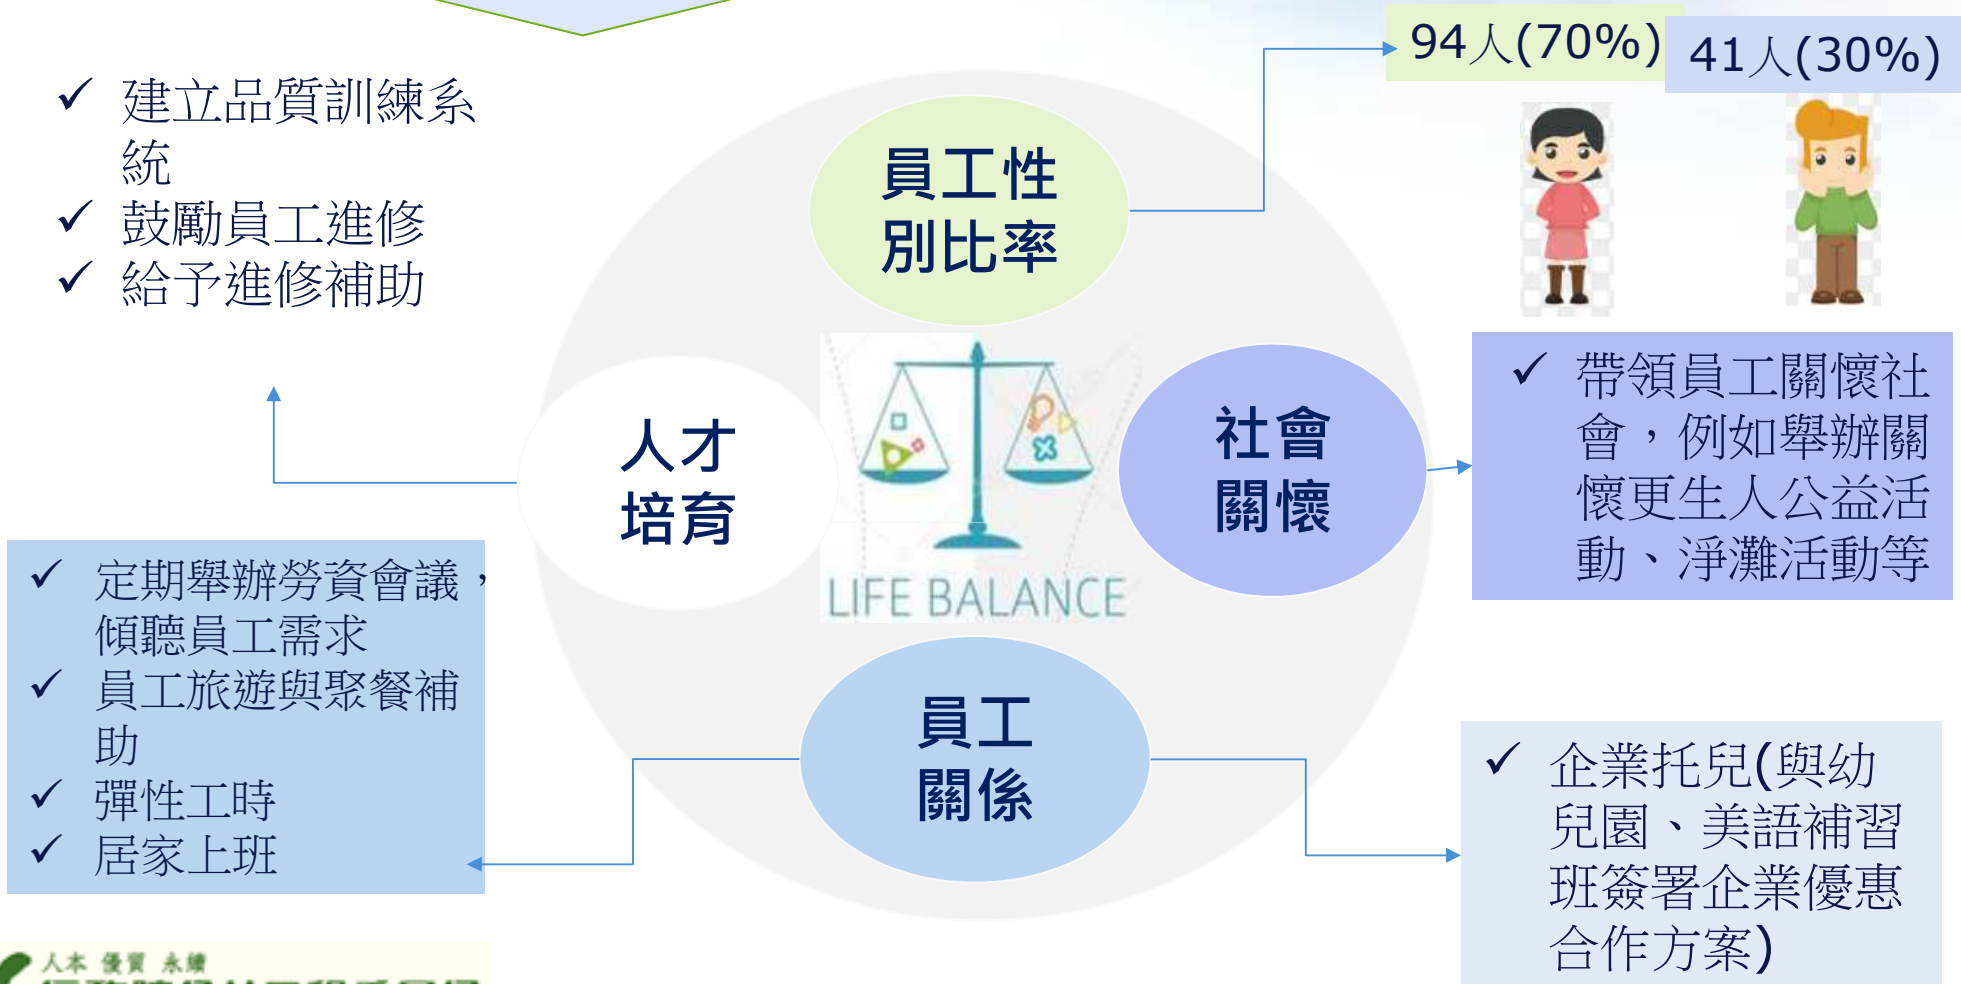 94人(70%)
41人(30%)
✓ 建立品質訓練系
統
✓ 鼓勵員工進修
✓ 給予進修補助
員工性
別比率
人才
培育
社會
關懷
LIFE BALANCE
✓ 帶領員工關懷社
會，例如舉辦關
懷更生人公益活
動、淨灘活動等
✓ 定期舉辦勞資會議，
傾聽員工需求
✓ 員工旅遊與聚餐補
助
✓ 彈性工時
✓ 居家上班
員工
關係
✓ 企業托兒(與幼
兒園、美語補習
班簽署企業優惠
合作方案)
人本 優質 永續